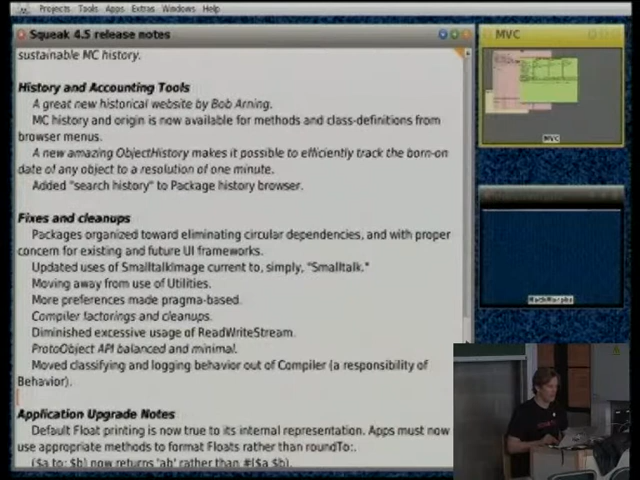 Projects Tools Apps Extras Windows Help
Squeak 4.5 release notes
sustainable MC history.
History and Accounting Tools
A great new historical website by Bob Arning.
MC history and origin is now available for methods and class-definitions from
browser menus.
A new amazing ObjectHistory makes it possible to efficiently track the born-on
date of any object to a resolution of one minute.
Added "search history" to Package history browser.
Fixes and cleanups
Packages organized toward eliminating circular dependencies, and with proper
concern for existing and future UI frameworks.
Updated uses of SmalltalkImage current to, simply, "Smalltalk."
Moving away from use of Utilities.
More preferences made pragma-based.
Compiler factorings and cleanups.
Diminished excessive usage of ReadWriteStream.
ProtoObject API balanced and minimal.
Moved classifying and logging behavior out of Compiler (a responsibility of
Behavior).
Application Upgrade Notes
Default Float printing is now true to its internal representation. Apps must now
use appropriate methods to format Floats rather than roundTo:.
($a to: $b) now returns 'ab' rather than #($a $b).
MVC
MVC
MathMorphs